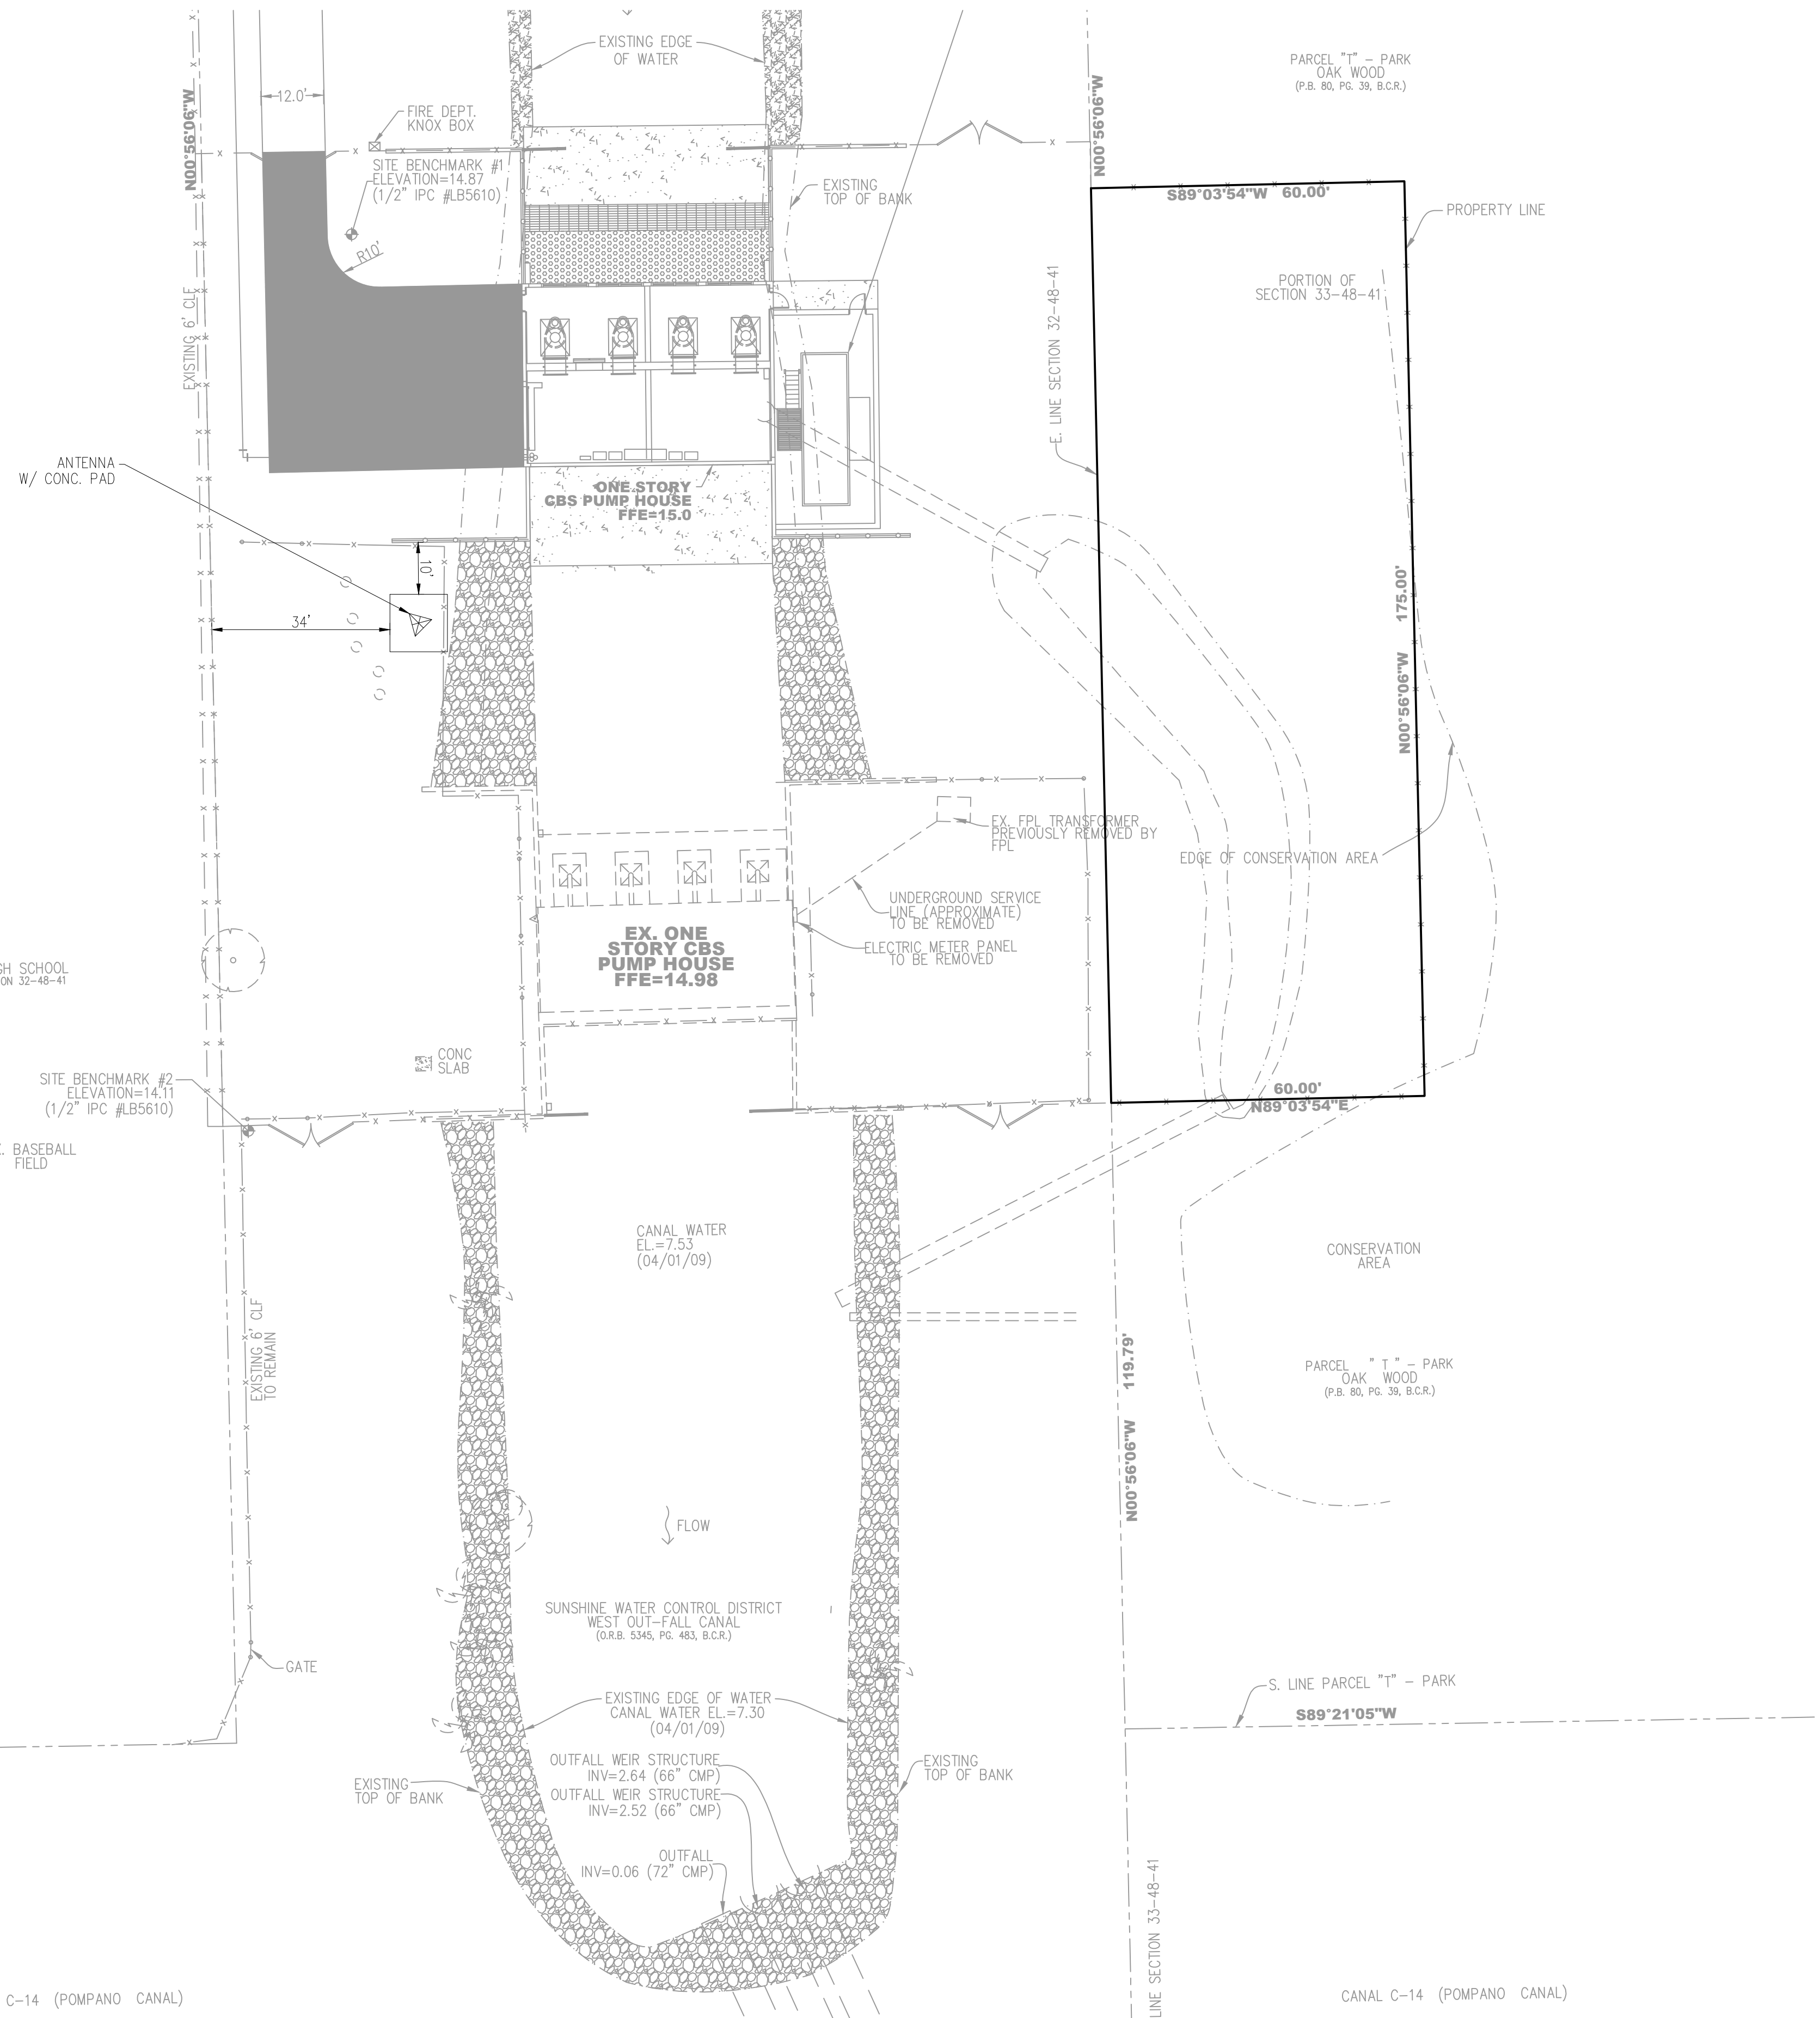 EXISTING EDGE
OF WATER
PARCEL "T" – PARK
OAK WOOD
(P.B. 80, PG. 39, B.C.R.)
12.0'
N00°56'06"W
FIRE DEPT.
KNOX BOX
N00°56'06"W
SITE BENCHMARK #1
ELEVATION=14.87
(1/2" IPC #LB5610)
EXISTING
TOP OF BANK
S89°03'54"W 60.00'
PROPERTY LINE
R10'
PORTION OF
SECTION 33-48-41
EXISTING 6' CLF
E. LINE SECTION 32-48-41
ANTENNA
W/ CONC. PAD
ONE STORY
CBS PUMP HOUSE
FFE=15.0
10'
34'
175.00'
N00°56'06"W
EX. FPL TRANSFORMER
PREVIOUSLY REMOVED BY
FPL
EDGE OF CONSERVATION AREA
UNDERGROUND SERVICE
LINE (APPROXIMATE)
TO BE REMOVED
EX. ONE
STORY CBS
PUMP HOUSE
FFE=14.98
ELECTRIC METER PANEL
TO BE REMOVED
GH SCHOOL
ON 32-48-41
CONC
SLAB
SITE BENCHMARK #2
ELEVATION=14.11
(1/2" IPC #LB5610)
60.00'
N89°03'54"E
X. BASEBALL
FIELD
CANAL WATER
EL.=7.53
(04/01/09)
CONSERVATION
AREA
EXISTING 6' CLF
TO REMAIN
119.79'
N00°56'06"W
PARCEL " T " – PARK
OAK WOOD
(P.B. 80, PG. 39, B.C.R.)
FLOW
SUNSHINE WATER CONTROL DISTRICT
WEST OUT-FALL CANAL
(O.R.B. 5345, PG. 483, B.C.R.)
GATE
S. LINE PARCEL "T" – PARK
S89°21'05"W
EXISTING EDGE OF WATER
CANAL WATER EL.=7.30
(04/01/09)
OUTFALL WEIR STRUCTURE
INV=2.64 (66" CMP)
EXISTING
TOP OF BANK
EXISTING
TOP OF BANK
OUTFALL WEIR STRUCTURE
INV=2.52 (66" CMP)
OUTFALL
INV=0.06 (72" CMP)
LINE SECTION 33-48-41
C-14 (POMPANO CANAL)
CANAL C-14 (POMPANO CANAL)